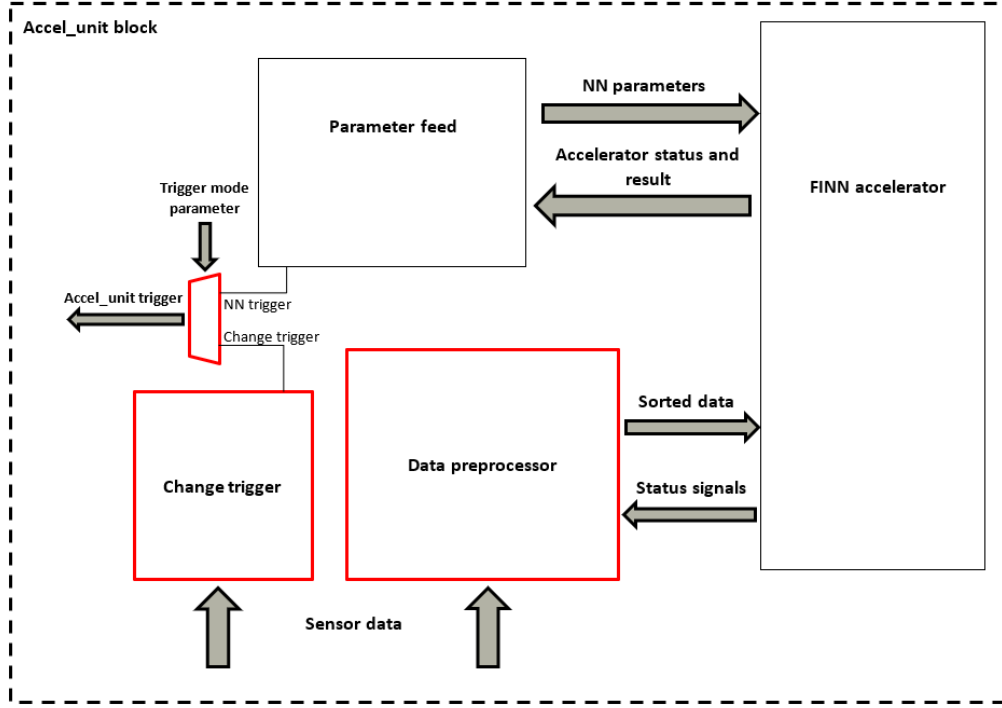 Accel_unit block
NN parameters
Parameter feed
Accelerator status and
result
FINN accelerator
Trigger mode
parameter
Accel_unit trigger
NN trigger
Change trigger
Sorted data
Data preprocessor
Change trigger
Status signals
Sensor data